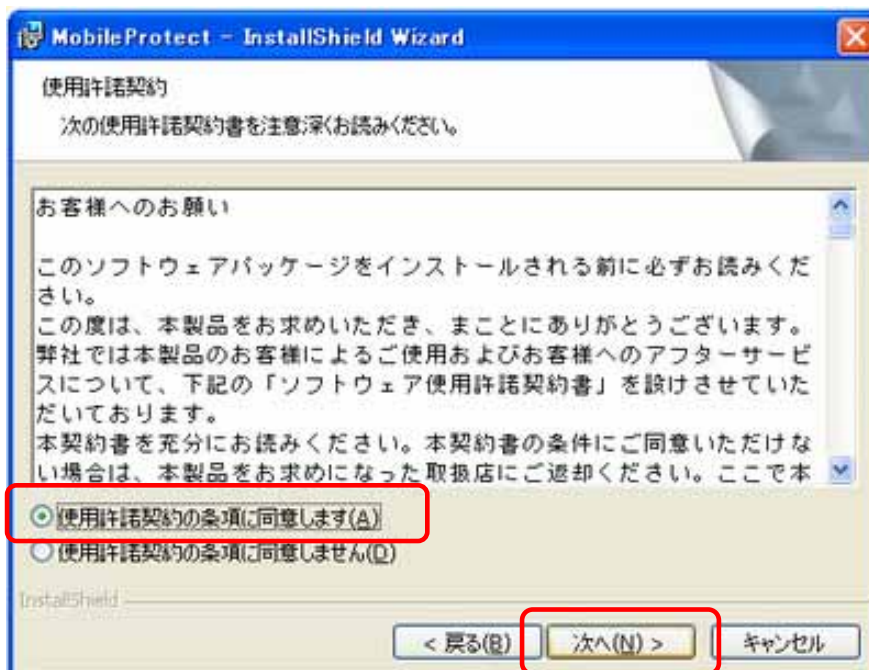 MobileProtect - InstallShield Wizard
使用許諾契約
次の使用許諾契約書を注意深くお読みください。
お客様へのお願い
このソフトウェアパッケージをインストールされる前に必ずお読みくだ
さい。
この度は、本製品をお求めいただき、まことにありがとうございます。
弊社では本製品のお客様によるご使用およびお客様へのアフターサービ
スについて、下記の「ソフトウェア使用許諾契約書」を設けさせていた
だいております。
本契約書を充分にお読みください。本契約書の条件にご同意いただけな
い場合は、本製品をお求めになった取扱店にご返却ください。ここで本
使用許諾契約の条項に同意します(A)
使用許諾契約の条項に同意しません(D)
InstallShield
< 戻る(B) 次へ(N) > キャンセル